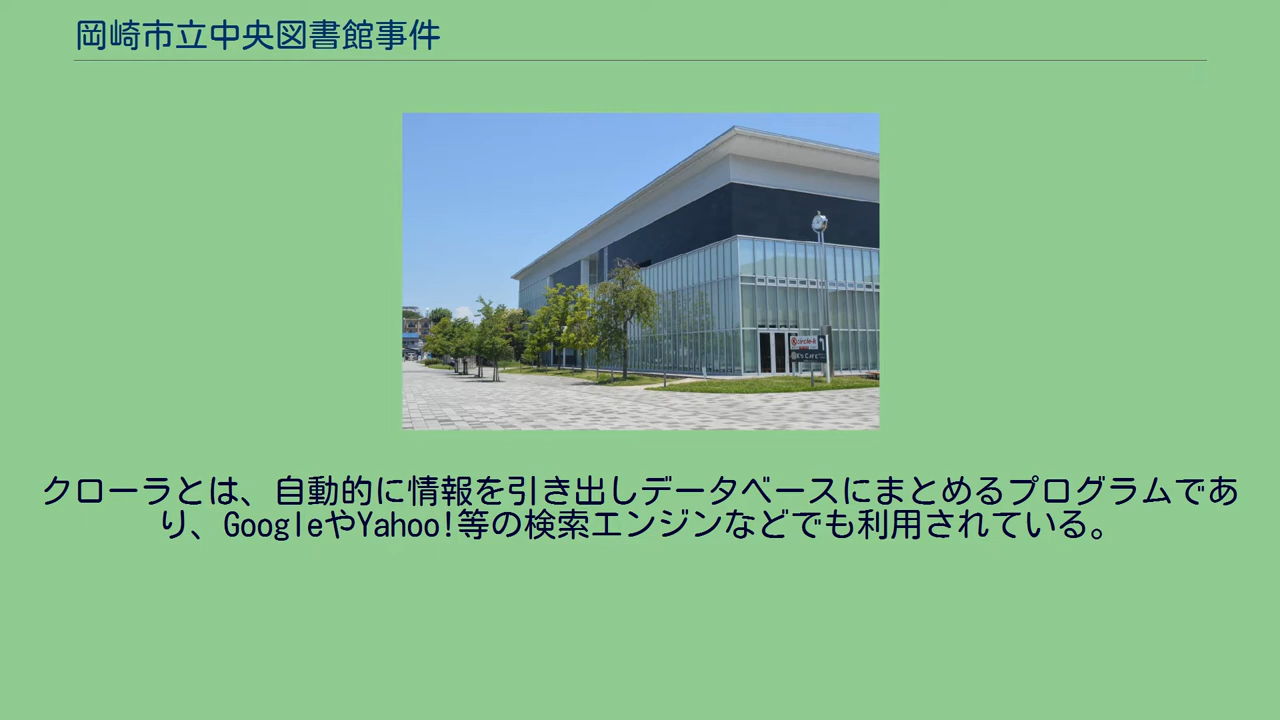 岡崎市立中央図書館事件
circle K
K's Cafe
クローラとは、自動的に情報を引き出しデータベースにまとめるプログラムであ
り、GoogleやYahoo!等の検索エンジンなどでも利用されている。